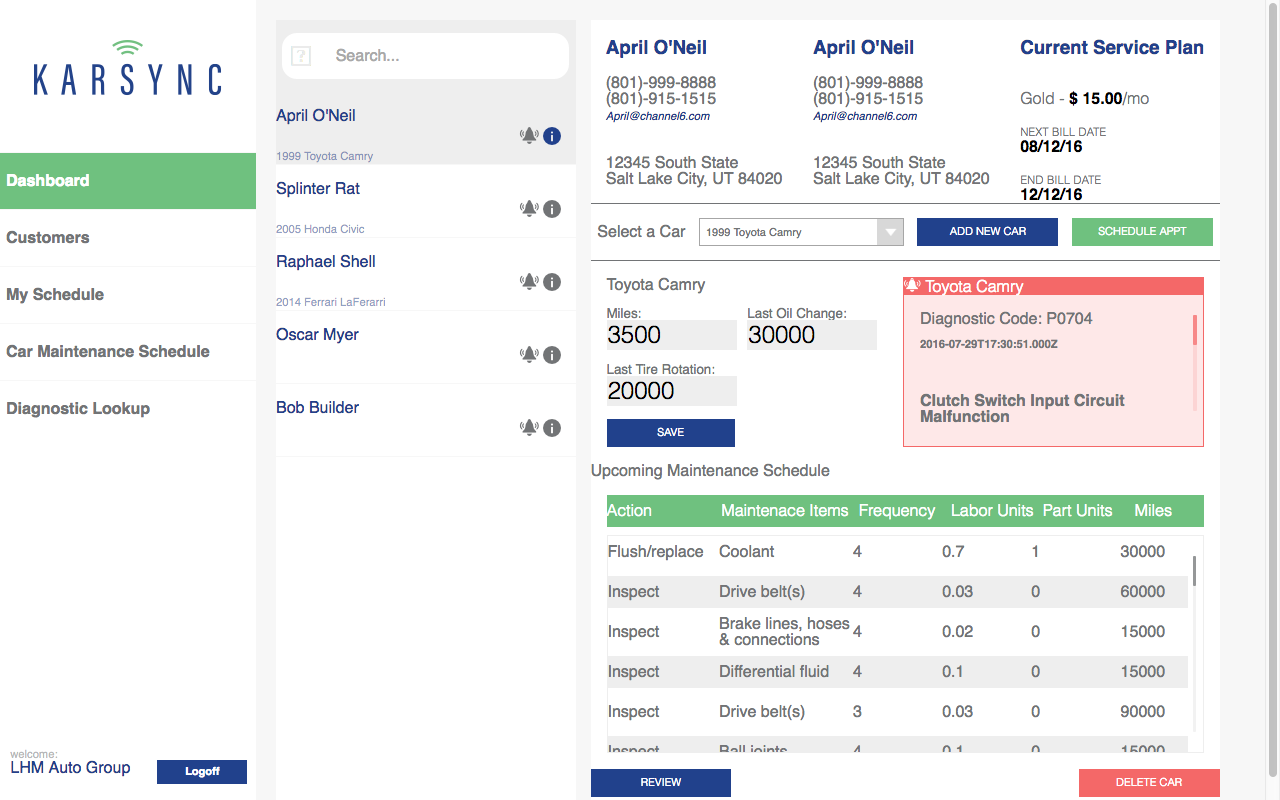 KARSYNC
Dashboard
Customers
My Schedule
Car Maintenance Schedule
Diagnostic Lookup
welcome:
LHM Auto Group
Logoff
?
Search...
April O'Neil
1999 Toyota Camry
Splinter Rat
2005 Honda Civic
Raphael Shell
2014 Ferrari LaFerarri
Oscar Myer
Bob Builder
April O'Neil
(801)-999-8888
(801)-915-1515
April@channel6.com
12345 South State
Salt Lake City, UT 84020
April O'Neil
(801)-999-8888
(801)-915-1515
April@channel6.com
12345 South State
Salt Lake City, UT 84020
Current Service Plan
Gold - $ 15.00/mo
NEXT BILL DATE
08/12/16
END BILL DATE
12/12/16
Select a Car
1999 Toyota Camry
ADD NEW CAR
SCHEDULE APPT
Toyota Camry
Miles:
3500
Last Oil Change:
30000
Last Tire Rotation:
20000
SAVE
Toyota Camry
Diagnostic Code: P0704
2016-07-29T17:30:51.000Z
Clutch Switch Input Circuit
Malfunction
Upcoming Maintenance Schedule
Action Maintenace Items Frequency Labor Units Part Units Miles
Flush/replace Coolant 4 0.7 1 30000
Inspect Drive belt(s) 4 0.03 0 60000
Inspect Brake lines, hoses & connections 4 0.02 0 15000
Inspect Differential fluid 4 0.1 0 15000
Inspect Drive belt(s) 3 0.03 0 90000
Inspect Ball joints 4 0.1 0 15000
REVIEW
DELETE CAR